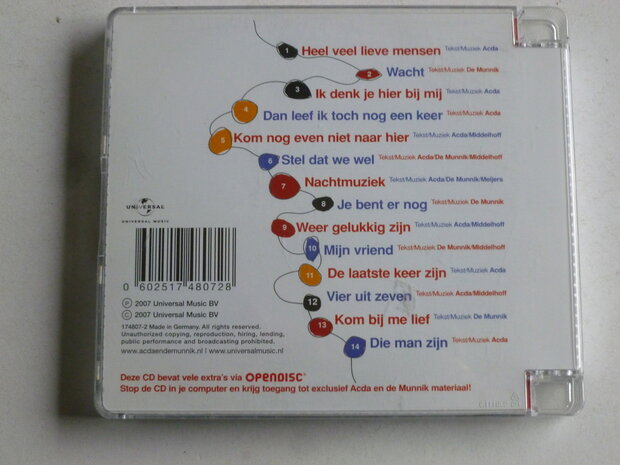 1 Heel veel lieve mensen Tekst/Muziek Acda
2 Wacht Tekst/Muziek De Munnik
3 Ik denk je hier bij mij Tekst/Muziek Acda
4 Dan leef ik toch nog een keer Tekst/Muziek Acda
5 Kom nog even niet naar hier Tekst/Muziek Acda/Middelhoff
6 Stel dat we wel Tekst/Muziek Acda/De Munnik/Middelhoff
7 Nachtmuziek Tekst/Muziek Acda/De Munnik/Meijers
8 Je bent er nog Tekst/Muziek De Munnik
9 Weer gelukkig zijn Tekst/Muziek Acda/Middelhoff
10 Mijn vriend Tekst/Muziek De Munnik/Middelhoff
11 De laatste keer zijn Tekst/Muziek Acda
12 Vier uit zeven Tekst/Muziek Acda/Middelhoff
13 Kom bij me lief Tekst/Muziek De Munnik
14 Die man zijn Tekst/Muziek Acda
UNIVERSAL
UNIVERSAL MUSIC
0 602517 480728
℗ 2007 Universal Music BV
© 2007 Universal Music BV
174807-2 Made in Germany. All rights reserved.
Unauthorized copying, reproduction, hiring, lending,
public performance and broadcasting prohibited.
www.acdaendemunnik.nl | www.universalmusic.nl
Deze CD bevat vele extra's via OPENDISC
Stop de CD in je computer en krijg toegang tot exclusief Acda en de Munnik materiaal!